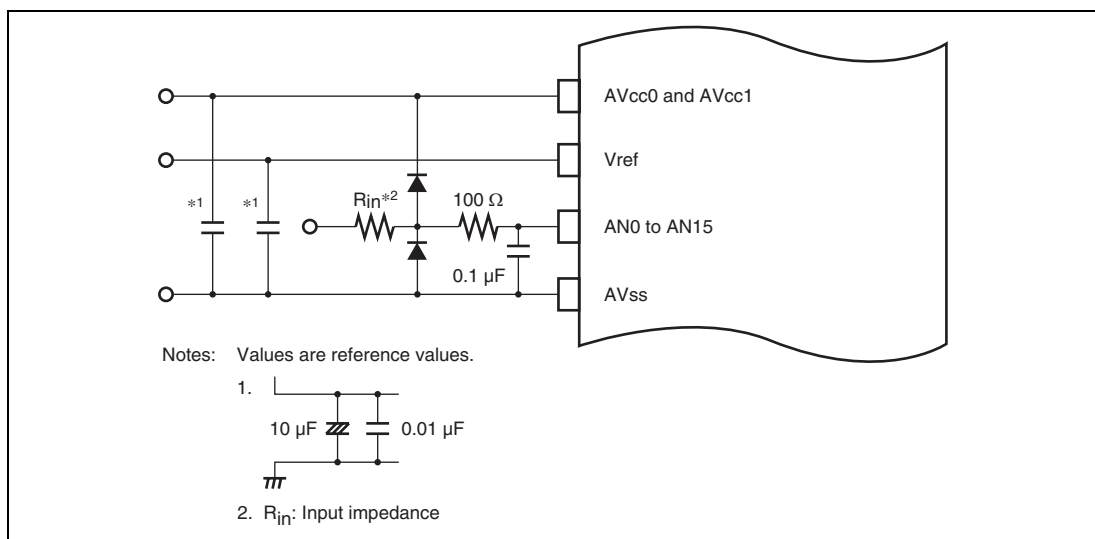 AVcc0 and AVcc1
Vref
*1
*1
Rin*2
100 Ω
AN0 to AN15
0.1 µF
AVss
Notes: Values are reference values.
1.
10 µF
0.01 µF
2. Rin: Input impedance